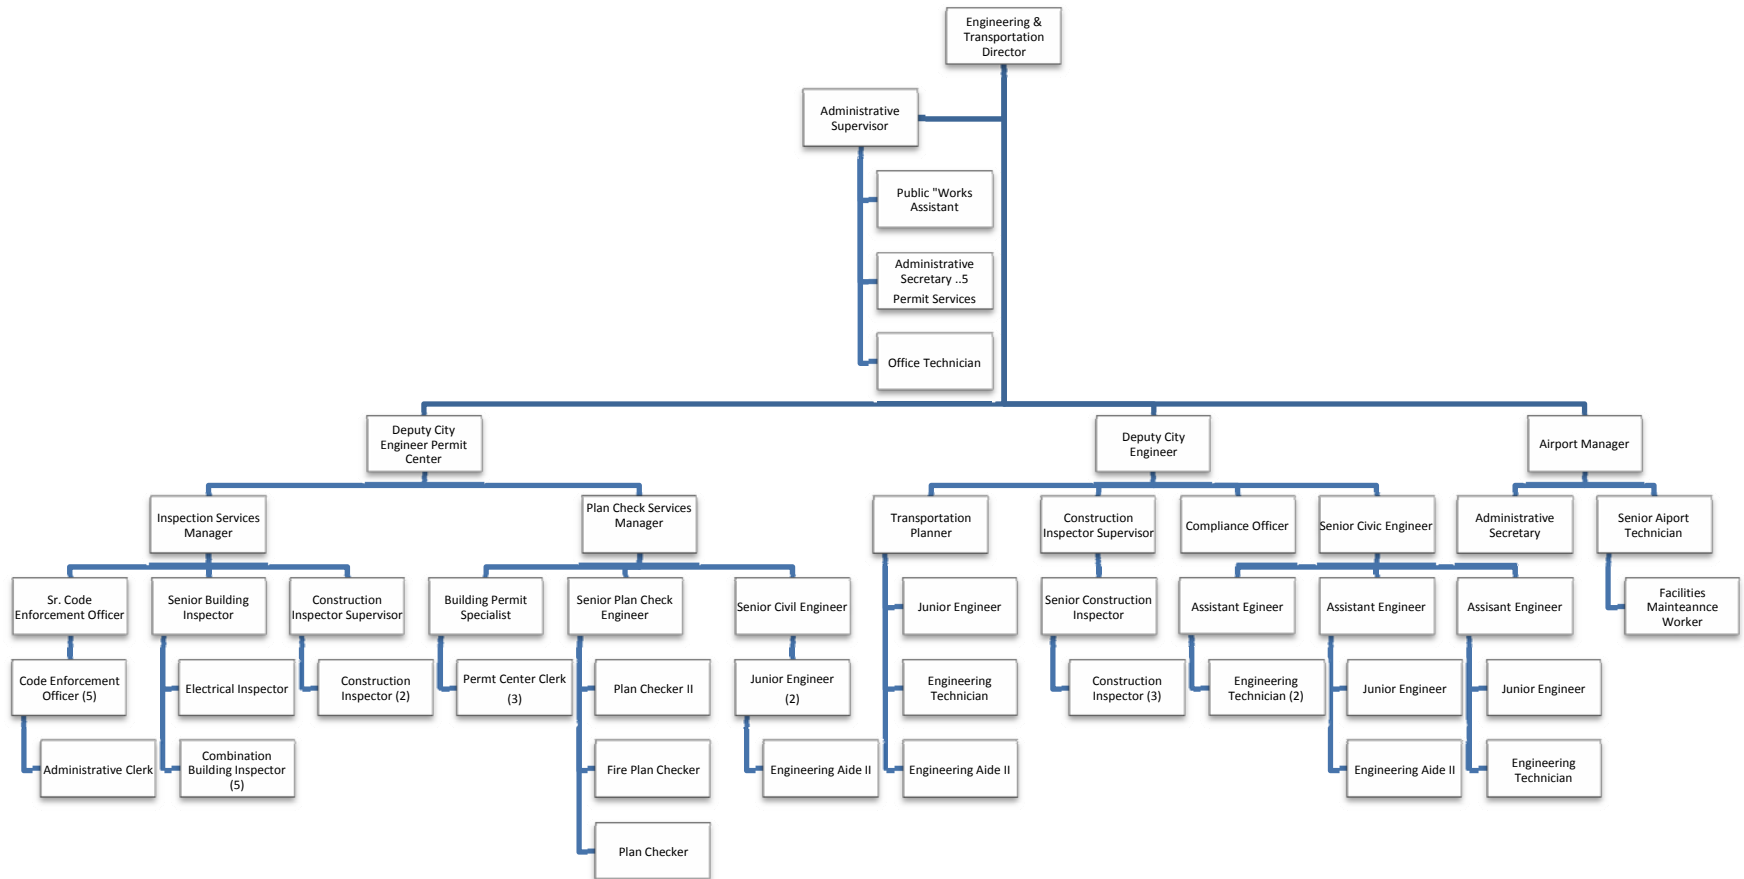 Engineering &
Transportation
Director
Administrative
Supervisor
Public "Works
Assistant
Administrative
Secretary ..5
Permit Services
Office Technician
Deputy City
Engineer Permit
Center
Deputy City
Engineer
Airport Manager
Inspection Services
Manager
Plan Check Services
Manager
Transportation
Planner
Construction
Inspector Supervisor
Compliance Officer
Senior Civic Engineer
Administrative
Secretary
Senior Aiport
Technician
Sr. Code
Enforcement Officer
Senior Building
Inspector
Construction
Inspector Supervisor
Building Permit
Specialist
Senior Plan Check
Engineer
Senior Civil Engineer
Junior Engineer
Senior Construction
Inspector
Assistant Egineer
Assistant Engineer
Assisant Engineer
Facilities
Mainteannce
Worker
Code Enforcement
Officer (5)
Electrical Inspector
Construction
Inspector (2)
Permt Center Clerk
(3)
Plan Checker II
Junior Engineer
(2)
Engineering
Technician
Construction
Inspector (3)
Engineering
Technician (2)
Junior Engineer
Junior Engineer
Administrative Clerk
Combination
Building Inspector
(5)
Fire Plan Checker
Engineering Aide II
Engineering Aide II
Engineering Aide II
Engineering
Technician
Plan Checker